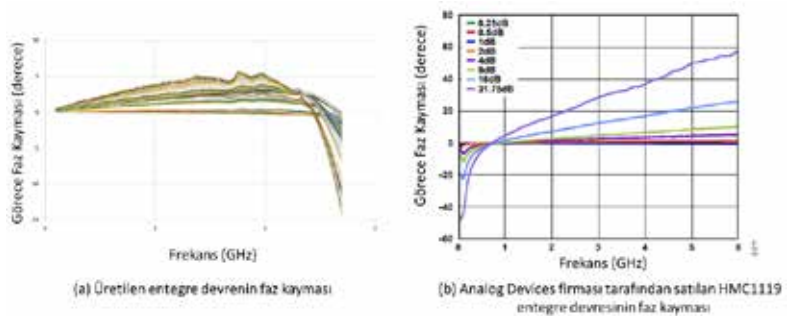 Görece Faz Kayması (derece)
Frekans (GHz)
(a) Üretilen entegre devrenin faz kayması
Görece Faz Kayması (derece)
80
60
40
20
0
-20
-40
-60
0.25dB
0.5dB
1dB
2dB
4dB
8dB
16dB
31.75dB
0 1 2 3 4 5 6
Frekans (GHz)
(b) Analog Devices firması tarafından satılan HMC1119
entegre devresinin faz kayması